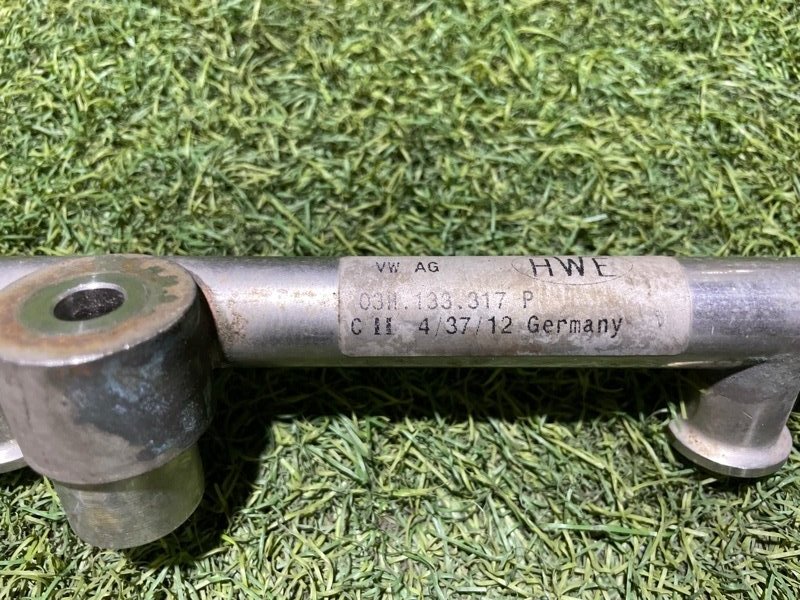 VW AG HWE
03H.133.317 P
C II 4/37/12 Germany